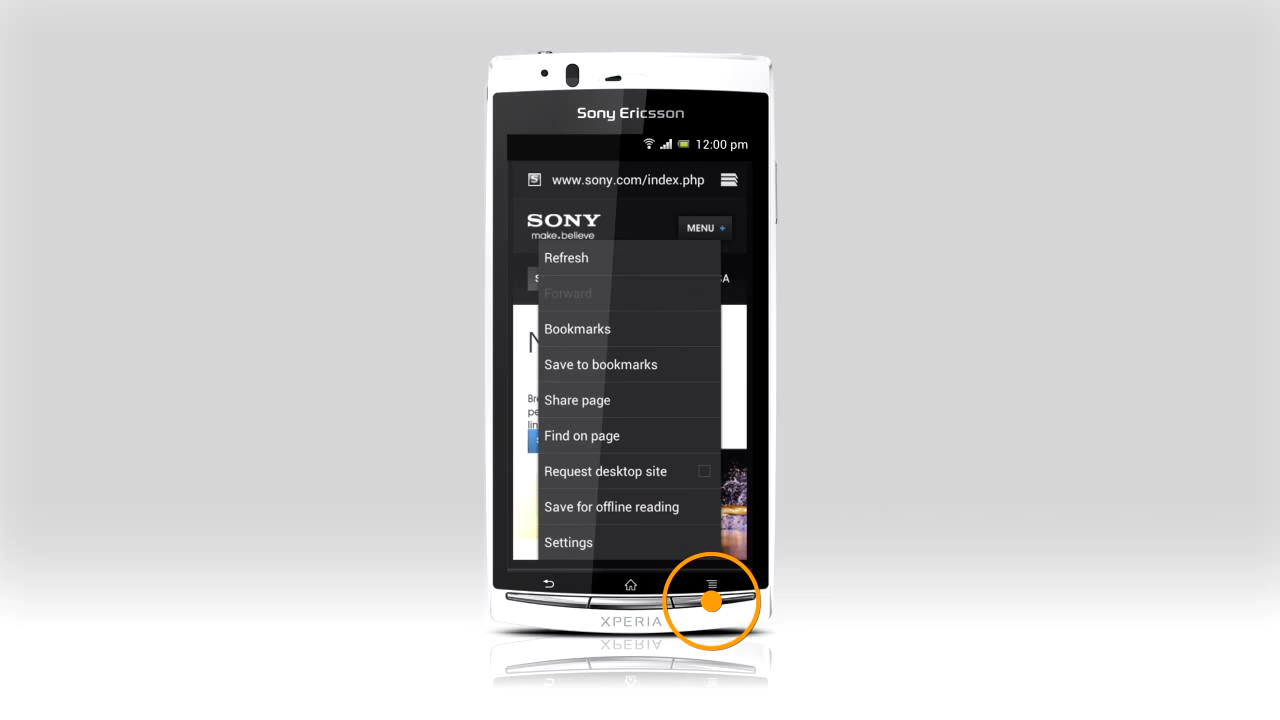 Sony Ericsson
12:00 pm
S www.sony.com/index.php
SONY
make.believe
MENU +
Refresh
Forward
Bookmarks
Save to bookmarks
Share page
Find on page
Request desktop site
Save for offline reading
Settings
XPERIA